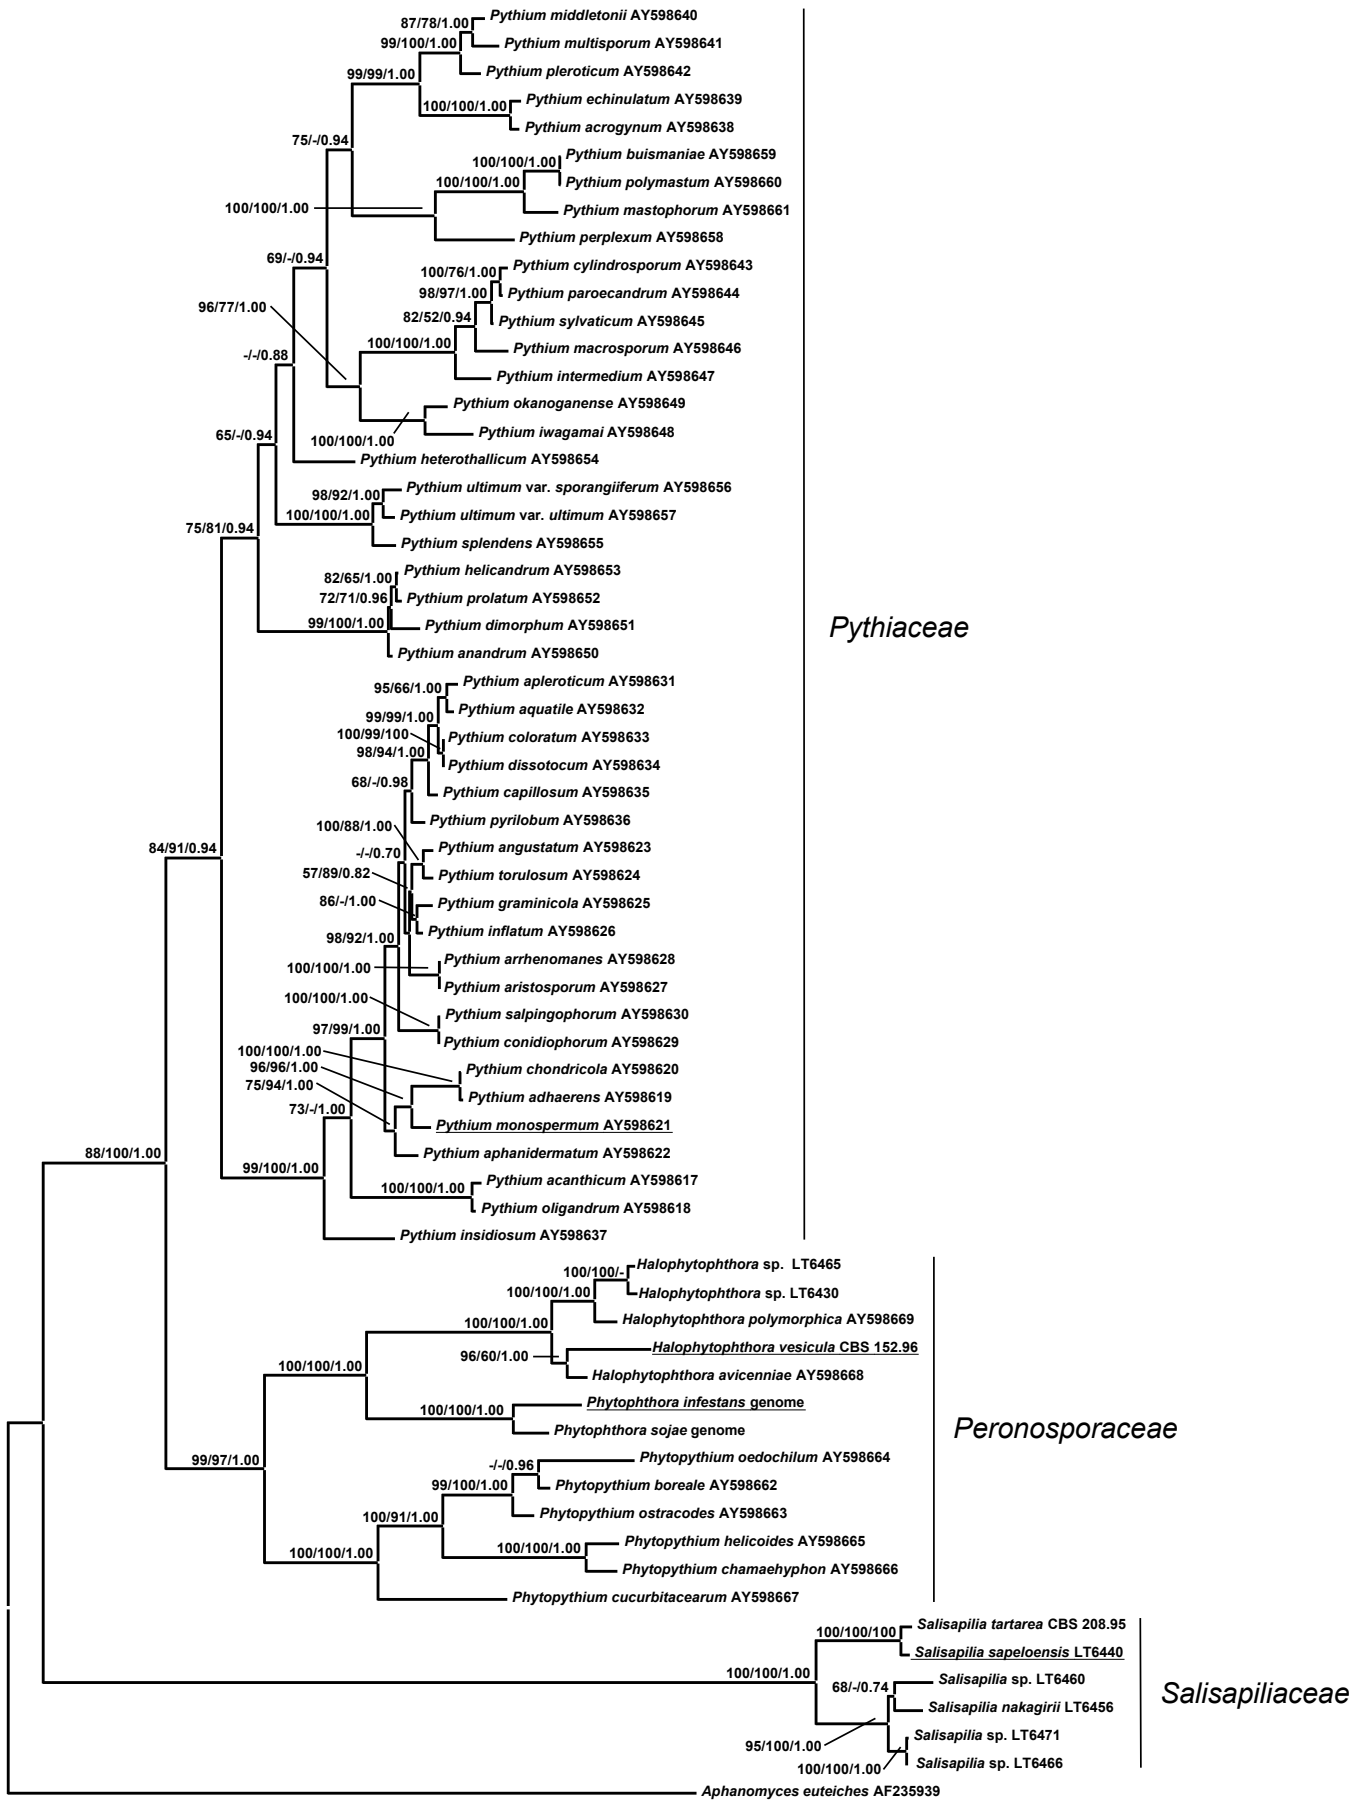 Pythium middletonii AY598640
87/78/1.00
Pythium multisporum AY598641
99/100/1.00
Pythium pleroticum AY598642
99/99/1.00
Pythium echinulatum AY598639
100/100/1.00
Pythium acrogynum AY598638
75/-/0.94
Pythium buismaniae AY598659
100/100/1.00
Pythium polymastum AY598660
100/100/1.00
Pythium mastophorum AY598661
100/100/1.00
Pythium perplexum AY598658
69/-/0.94
Pythium cylindrosporum AY598643
100/76/1.00
Pythium paroecandrum AY598644
98/97/1.00
96/77/1.00
Pythium sylvaticum AY598645
82/52/0.94
Pythium macrosporum AY598646
100/100/1.00
-/-/0.88
Pythium intermedium AY598647
Pythium okanoganense AY598649
Pythium iwagamai AY598648
65/-/0.94
100/100/1.00
Pythium heterothallicum AY598654
Pythium ultimum var. sporangiiferum AY598656
98/92/1.00
Pythium ultimum var. ultimum AY598657
100/100/1.00
75/81/0.94
Pythium splendens AY598655
Pythium helicandrum AY598653
82/65/1.00
Pythium prolatum AY598652
72/71/0.96
Pythium dimorphum AY598651
99/100/1.00
Pythiaceae
Pythium anandrum AY598650
Pythium apleroticum AY598631
95/66/1.00
Pythium aquatile AY598632
99/99/1.00
100/99/100
Pythium coloratum AY598633
98/94/1.00
Pythium dissotocum AY598634
68/-/0.98
Pythium capillosum AY598635
Pythium pyrilobum AY598636
100/88/1.00
Pythium angustatum AY598623
84/91/0.94
-/-/0.70
57/89/0.82
Pythium torulosum AY598624
86/-/1.00
Pythium graminicola AY598625
Pythium inflatum AY598626
98/92/1.00
Pythium arrhenomanes AY598628
100/100/1.00
Pythium aristosporum AY598627
100/100/1.00
Pythium salpingophorum AY598630
97/99/1.00
Pythium conidiophorum AY598629
100/100/1.00
96/96/1.00
Pythium chondricola AY598620
75/94/1.00
Pythium adhaerens AY598619
73/-/1.00
Pythium monospermum AY598621
88/100/1.00
Pythium aphanidermatum AY598622
99/100/1.00
Pythium acanthicum AY598617
100/100/1.00
Pythium oligandrum AY598618
Pythium insidiosum AY598637
Halophytophthora sp. LT6465
100/100/-
Halophytophthora sp. LT6430
100/100/1.00
Halophytophthora polymorphica AY598669
100/100/1.00
Halophytophthora vesicula CBS 152.96
96/60/1.00
100/100/1.00
Halophytophthora avicenniae AY598668
Phytophthora infestans genome
100/100/1.00
Phytophthora sojae genome
Peronosporaceae
99/97/1.00
Phytopythium oedochilum AY598664
-/-/0.96
Phytopythium boreale AY598662
99/100/1.00
Phytopythium ostracodes AY598663
100/91/1.00
Phytopythium helicoides AY598665
100/100/1.00
100/100/1.00
Phytopythium chamaehyphon AY598666
Phytopythium cucurbitacearum AY598667
Salisapilia tartarea CBS 208.95
100/100/100
Salisapilia sapeloensis LT6440
100/100/1.00
Salisapilia sp. LT6460
68/-/0.74
Salisapiliaceae
Salisapilia nakagirii LT6456
Salisapilia sp. LT6471
95/100/1.00
Salisapilia sp. LT6466
100/100/1.00
Aphanomyces euteiches AF235939